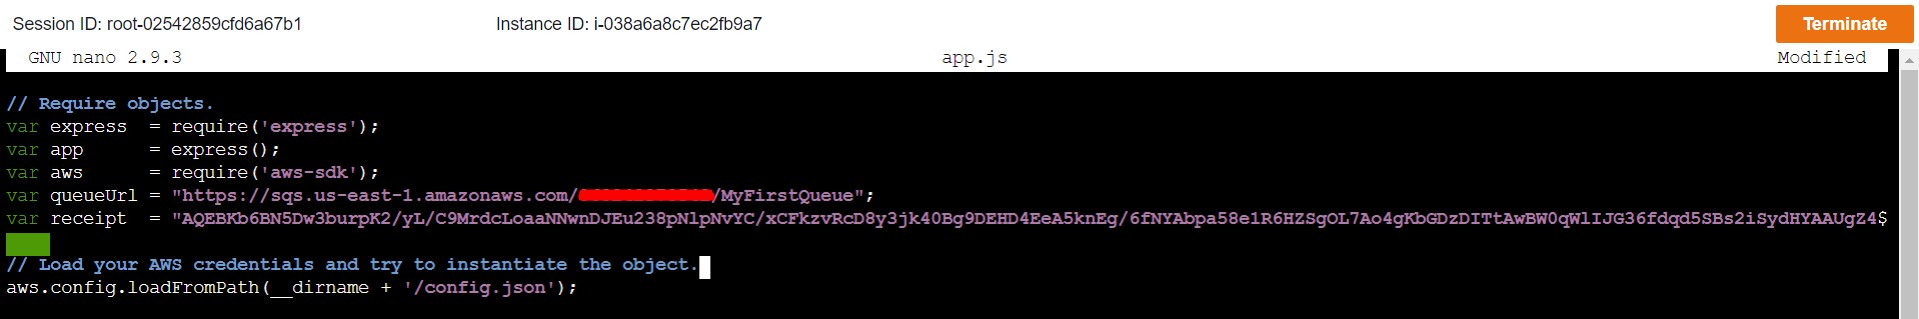 Session ID: root-02542859cfd6a67b1 Instance ID: i-038a6a8c7ec2fb9a7 Terminate
GNU nano 2.9.3 app.js Modified
// Require objects.
var express = require('express');
var app = express();
var aws = require('aws-sdk');
var queueUrl = "https://sqs.us-east-1.amazonaws.com/ /MyFirstQueue";
var receipt = "AQEBKb6BN5Dw3burpK2/yL/C9MrdcLoaaNNwnDJEu238pNlpNvYC/xCFkzvRcD8y3jk40Bg9DEHD4EeA5knEg/6fNYAbpa58e1R6HZSgOL7Ao4gKbGDzDITtAwBW0qWlIJG36fdqd5SBs2iSydHYAAUgZ4$
// Load your AWS credentials and try to instantiate the object.
aws.config.loadFromPath(__dirname + '/config.json');